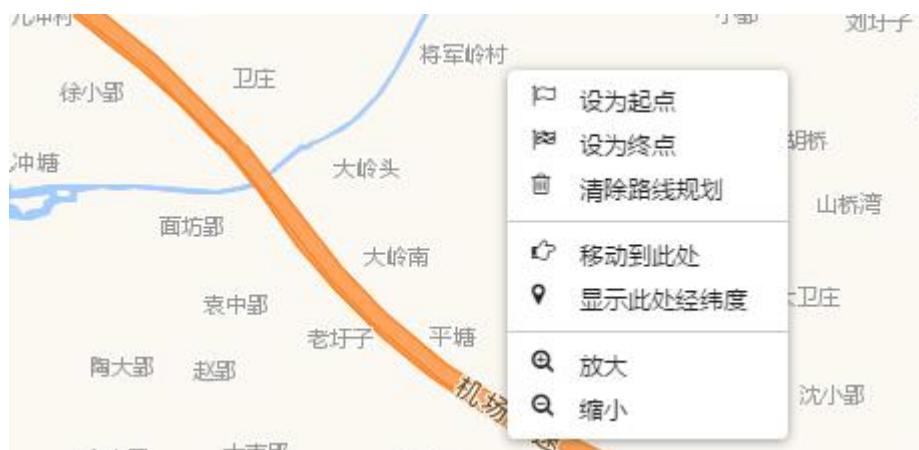 将军岭村
刘圩子
卫庄
徐小郢
设为起点
设为终点
清除路线规划
胡桥
冲塘
大岭头
山桥湾
面坊郢
移动到此处
大岭南
显示此处经纬度
大卫庄
袁中郢
老圩子
平塘
陶大郢
赵郢
放大
缩小
沈小郢
机场
速